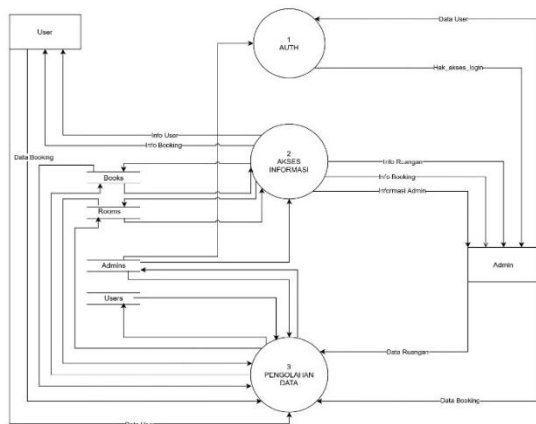 User
1
AUTH
Data User
Hak_akses_login
Info User
Info Booking
Data Booking
2
AKSES
INFORMASI
Info Ruangan
Info Booking
Informasi Admin
Books
Rooms
Admins
Admin
Users
3
PENGOLAHAN
DATA
Data Ruangan
Data Booking
Data User